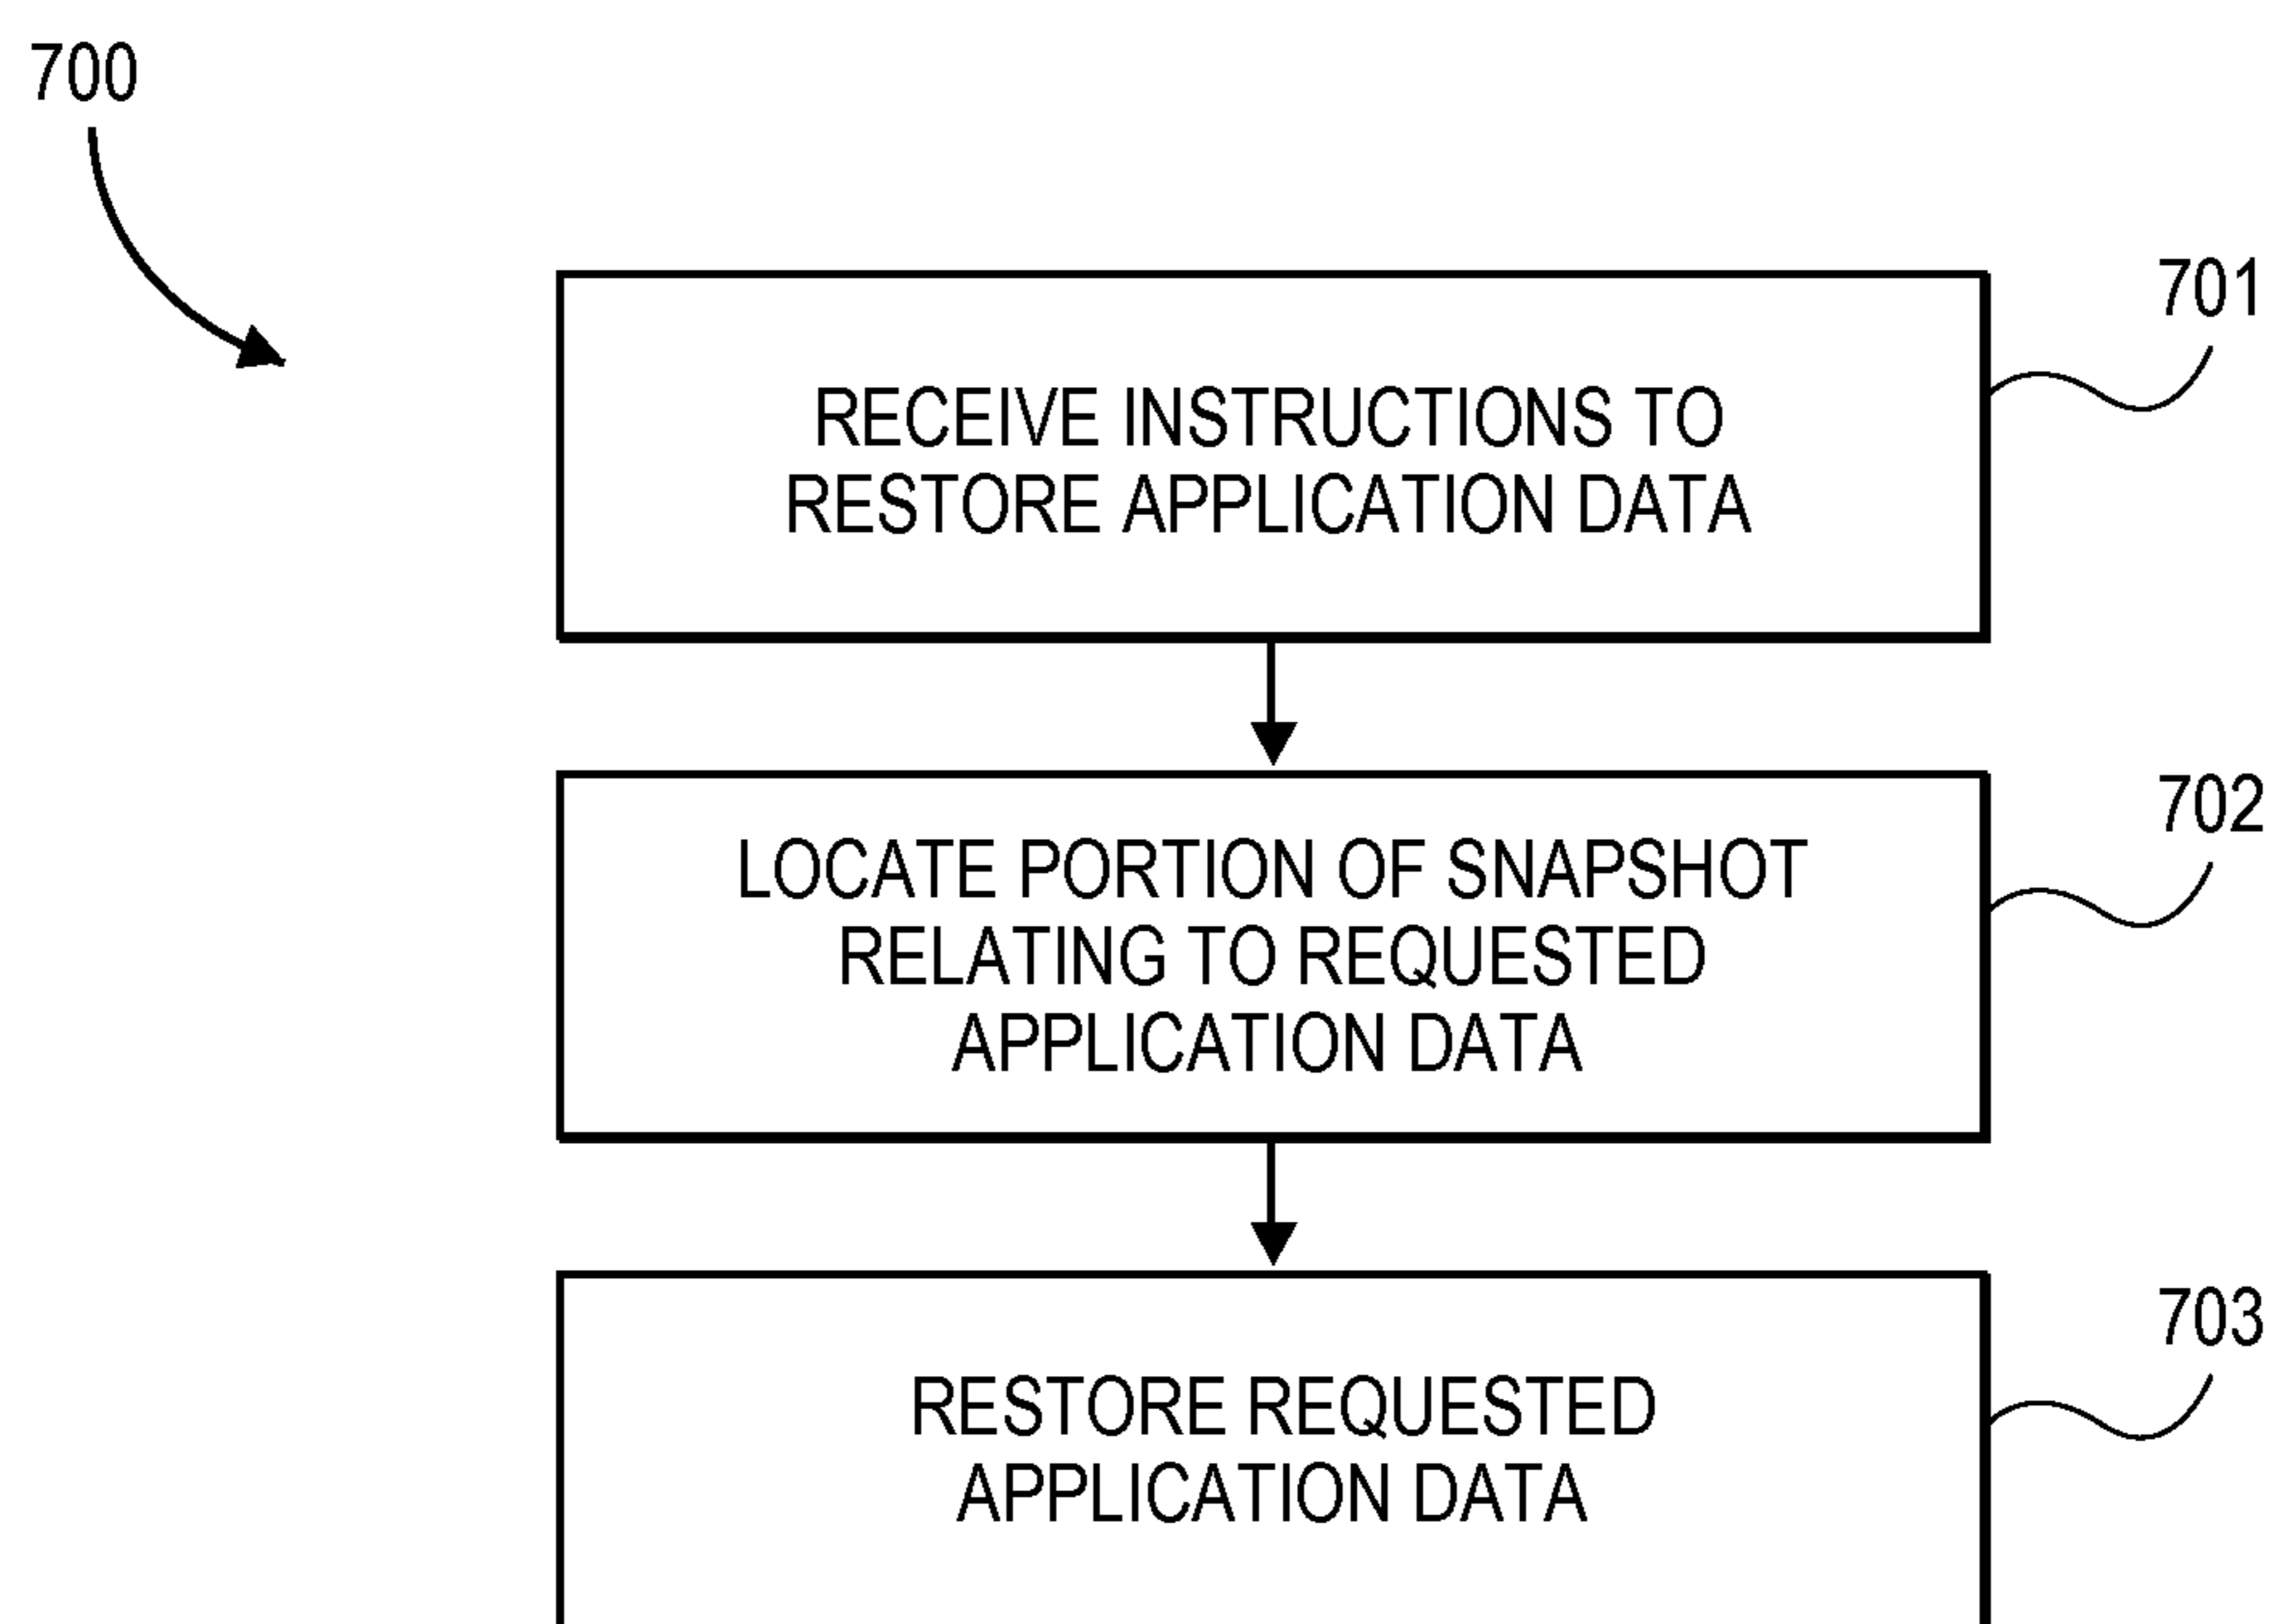 700
701
RECEIVE INSTRUCTIONS TO
RESTORE APPLICATION DATA
702
LOCATE PORTION OF SNAPSHOT
RELATING TO REQUESTED
APPLICATION DATA
703
RESTORE REQUESTED
APPLICATION DATA